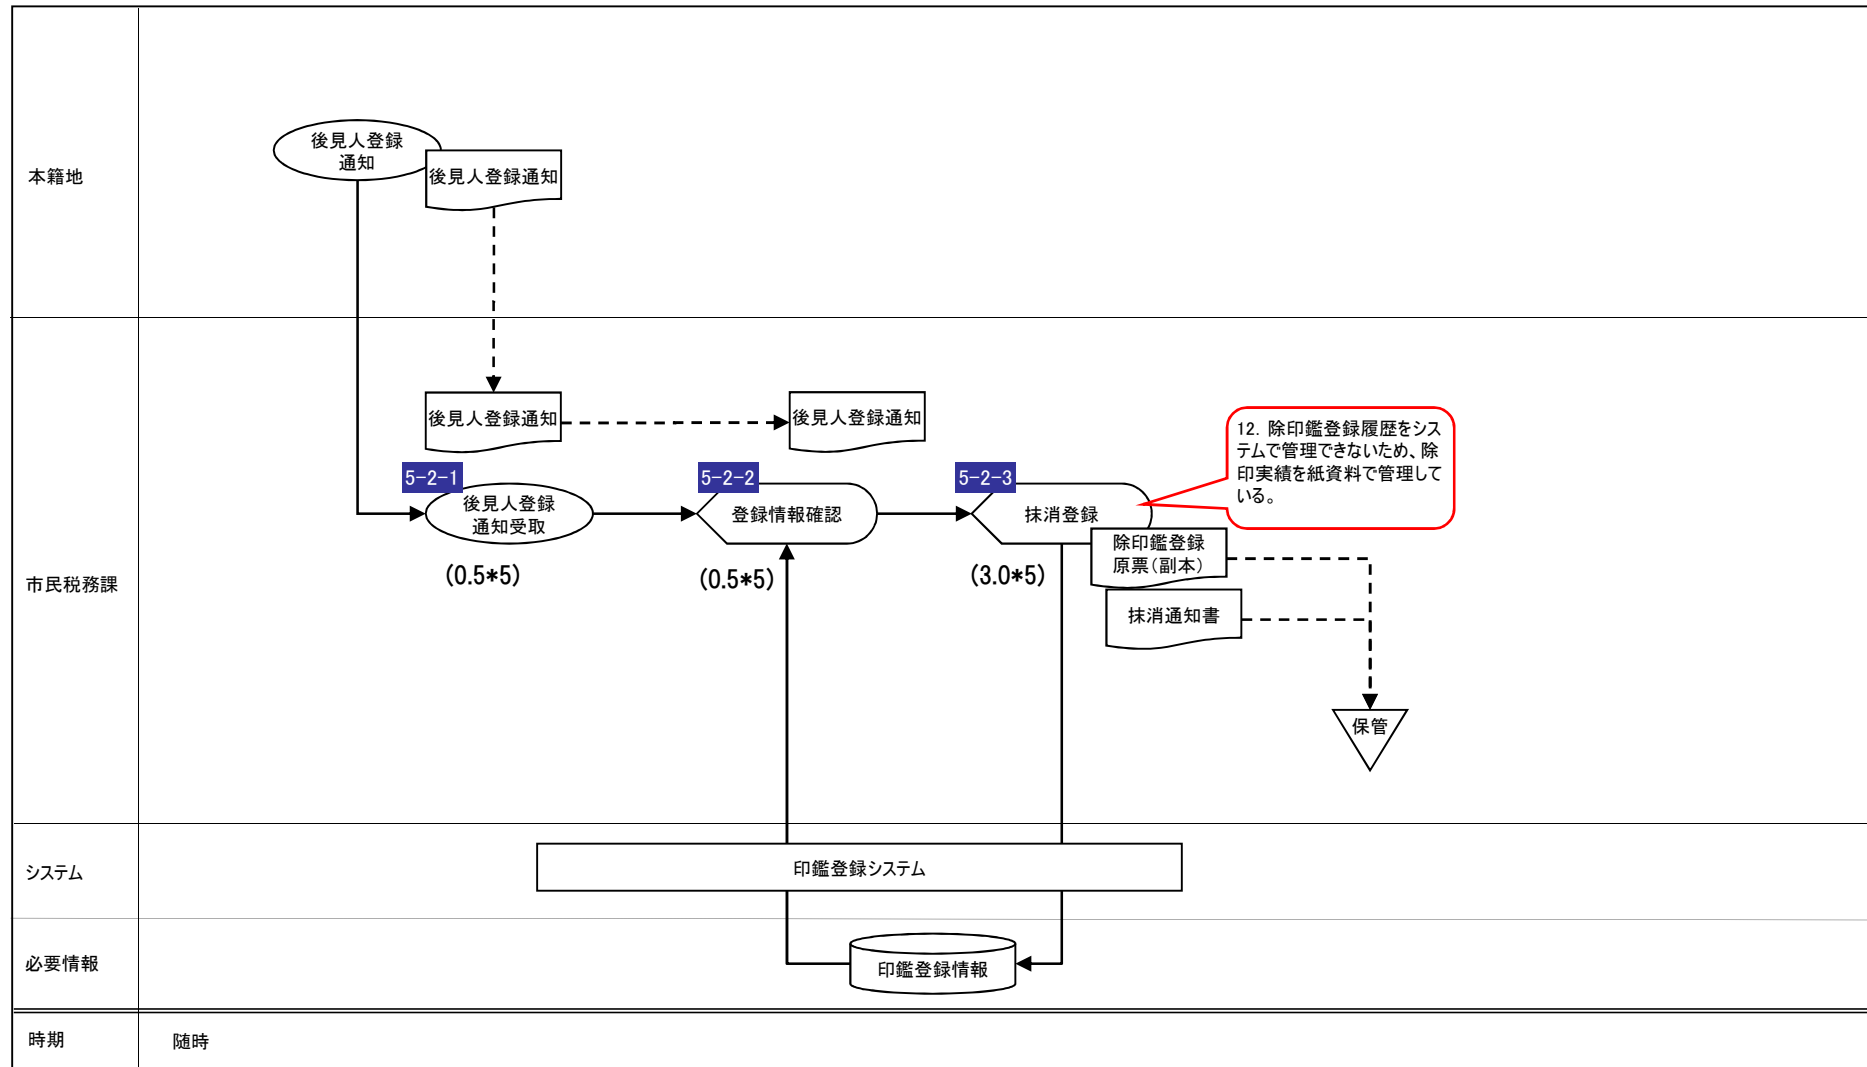 本籍地
後見人登録
通知
後見人登録通知
市民税務課
後見人登録通知
後見人登録通知
5-2-1
後見人登録
通知受取
(0.5*5)
5-2-2
登録情報確認
(0.5*5)
5-2-3
抹消登録
(3.0*5)
12. 除印鑑登録履歴をシス
テムで管理できないため、除
印実績を紙資料で管理して
いる。
除印鑑登録
原票(副本)
抹消通知書
保管
システム
印鑑登録システム
必要情報
印鑑登録情報
時期
随時